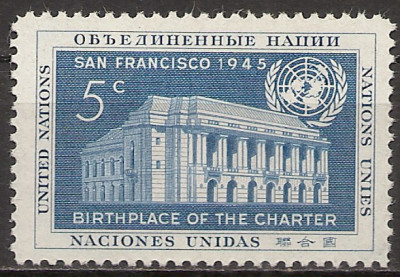 ОБЪЕДИНЕННЫЕ НАЦИИ
SAN FRANCISCO 1945
5c
UNITED NATIONS
NATIONS UNIES
BIRTHPLACE OF THE CHARTER
NACIONES UNIDAS 聯合國